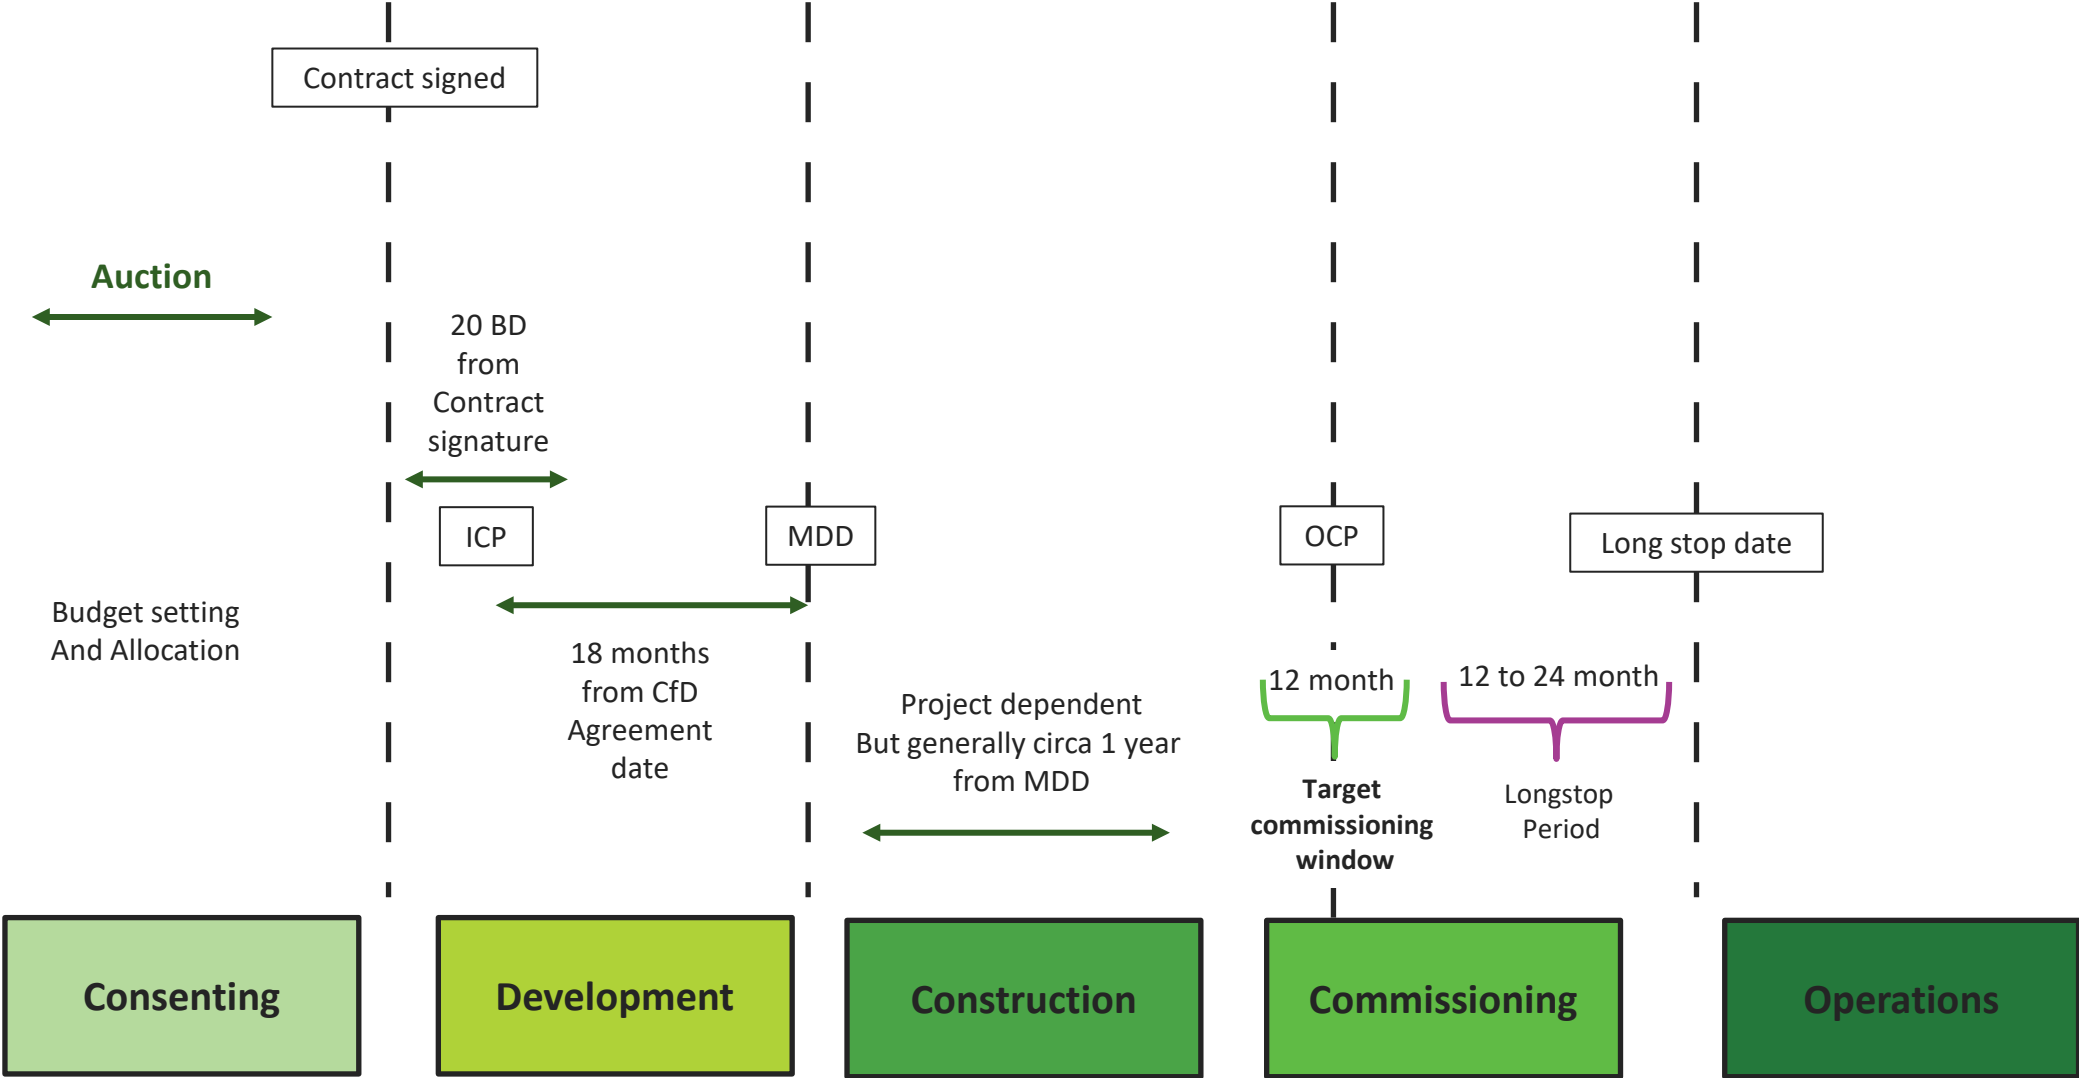 Contract signed
Auction
20 BD
from
Contract
signature
ICP
MDD
OCP
Long stop date
Budget setting
And Allocation
18 months
from CfD
Agreement
date
Project dependent
But generally circa 1 year
from MDD
12 month
12 to 24 month
Target
commissioning
window
Longstop
Period
Consenting
Development
Construction
Commissioning
Operations